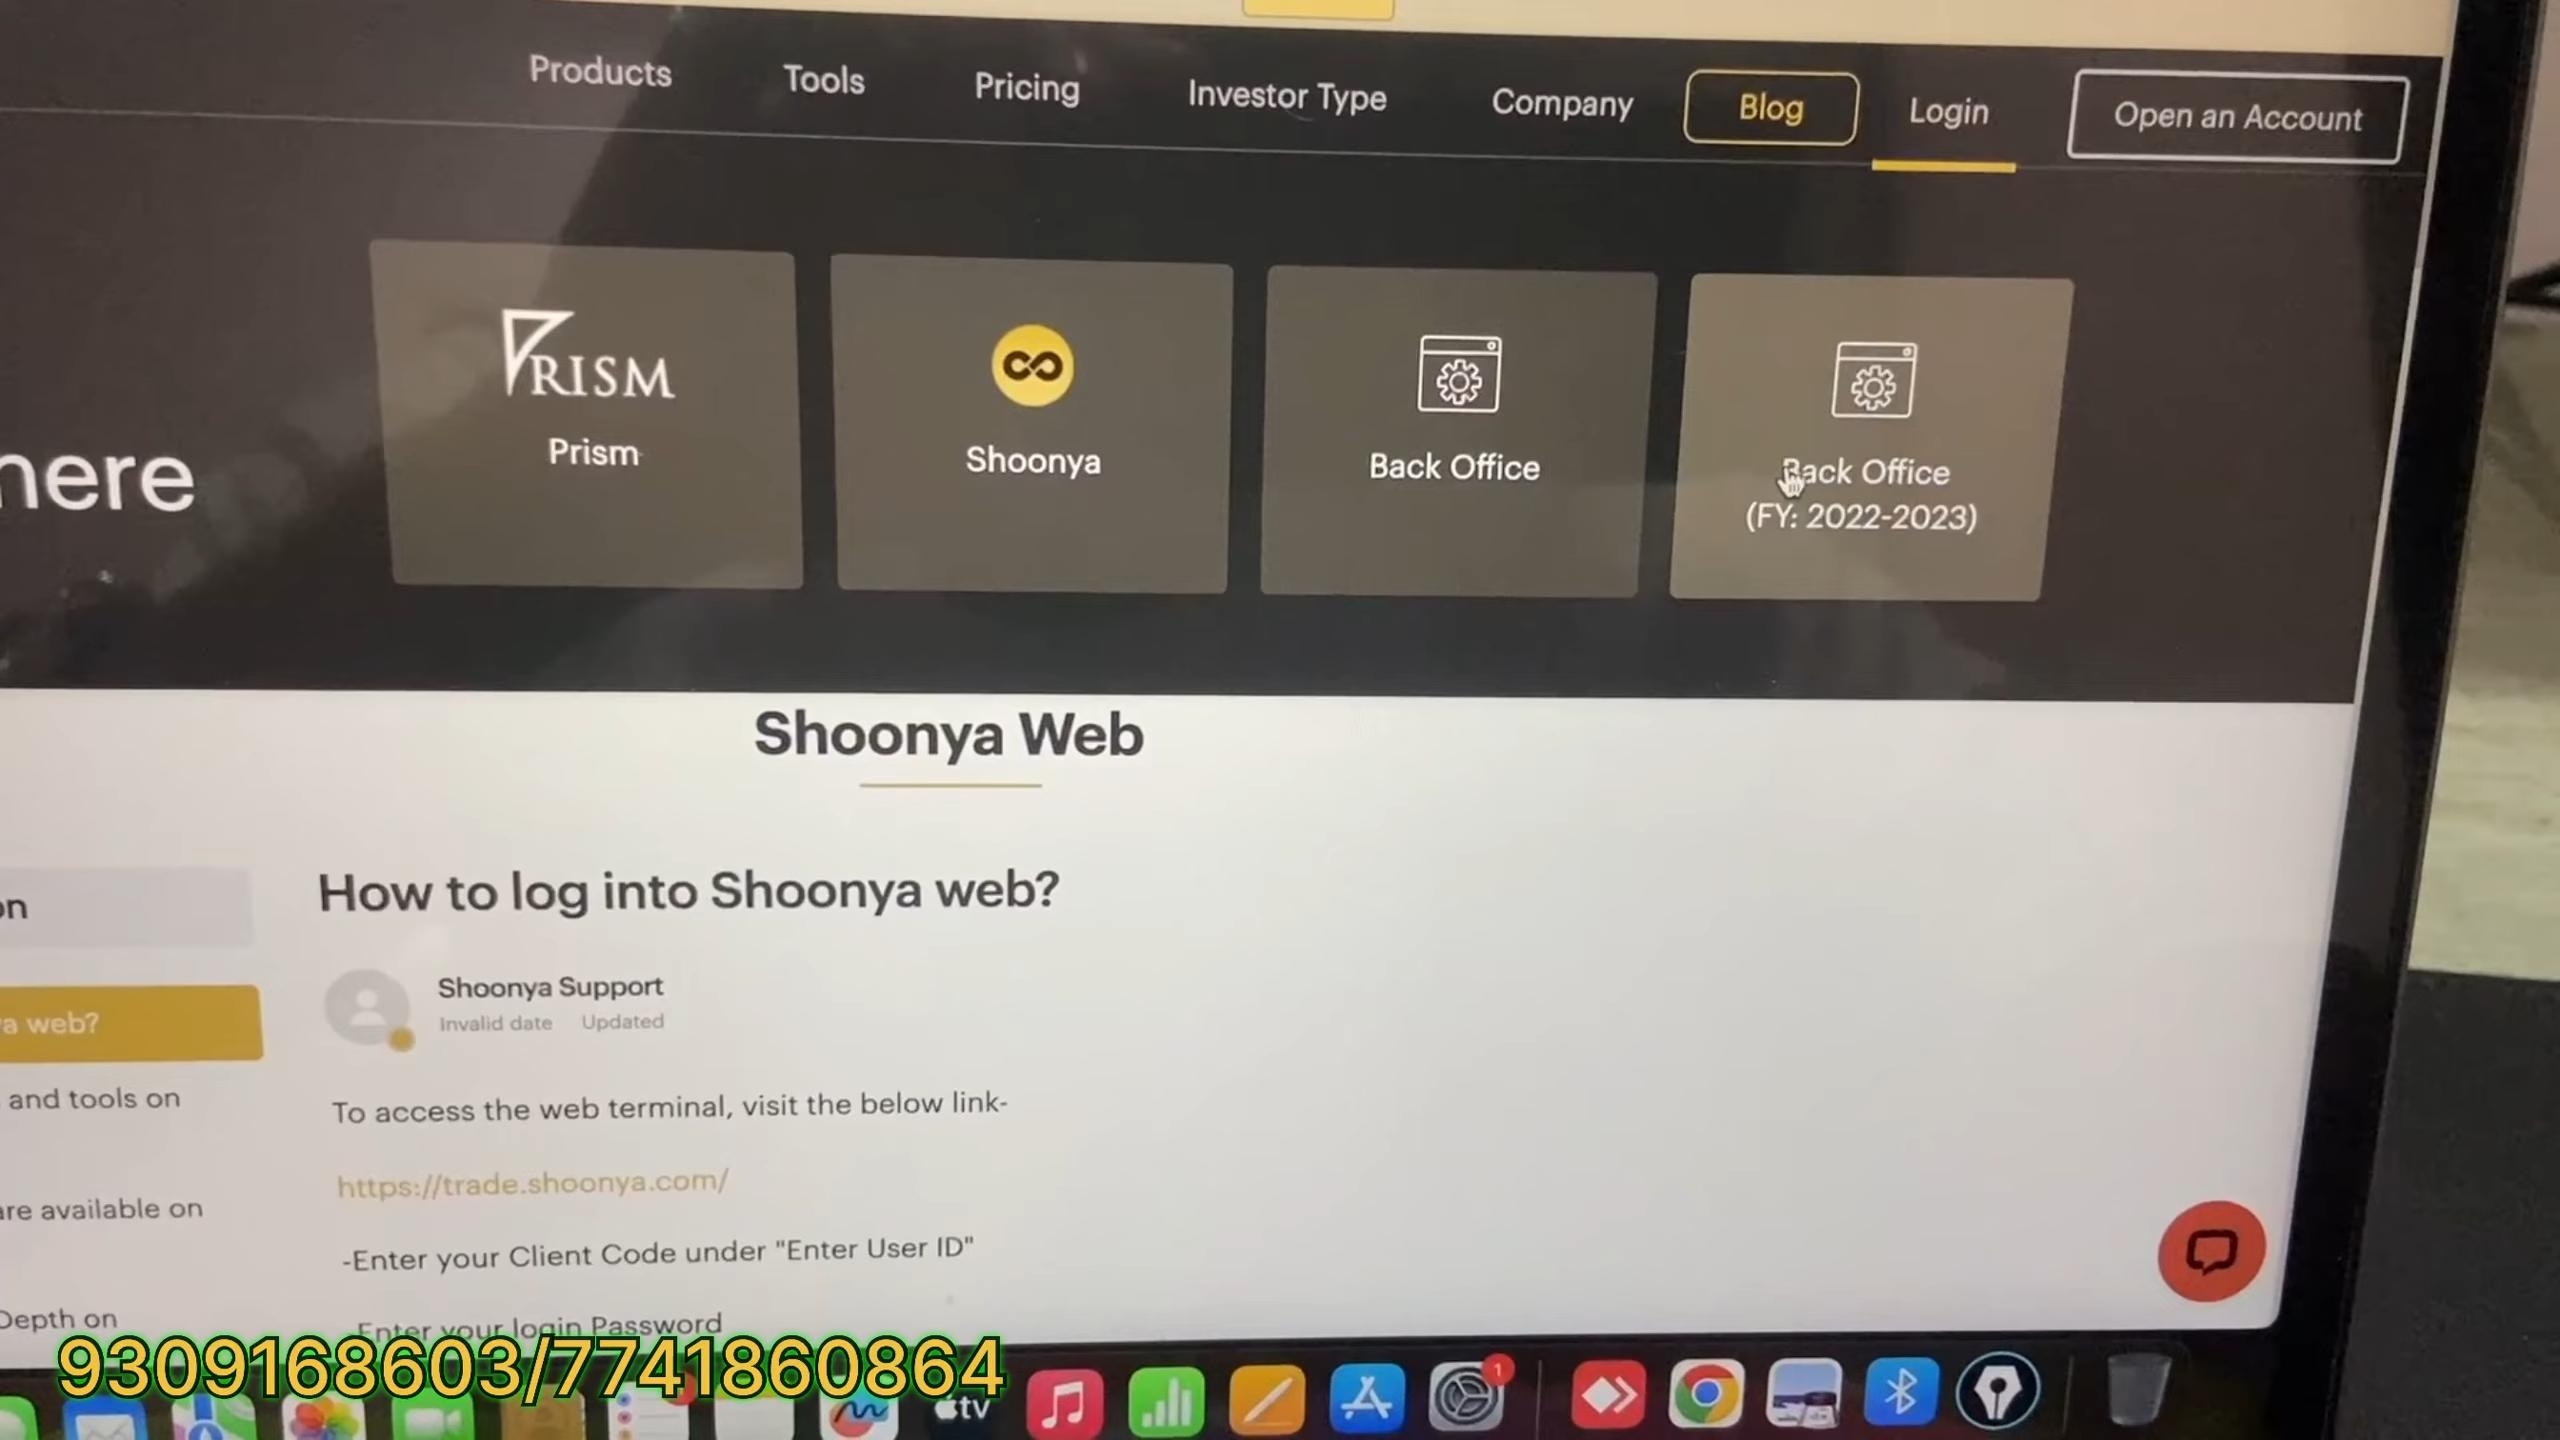 Products Tools Pricing Investor Type Company Blog Login Open an Account
here
PRISM
Prism
Shoonya
Back Office
Back Office
(FY: 2022-2023)
Shoonya Web
How to log into Shoonya web?
on
Shoonya Support
Invalid date Updated
a web?
and tools on
To access the web terminal, visit the below link-
https://trade.shoonya.com/
are available on
-Enter your Client Code under "Enter User ID"
Depth on
-Enter your login Password
9309168603/7741860864
tv
1